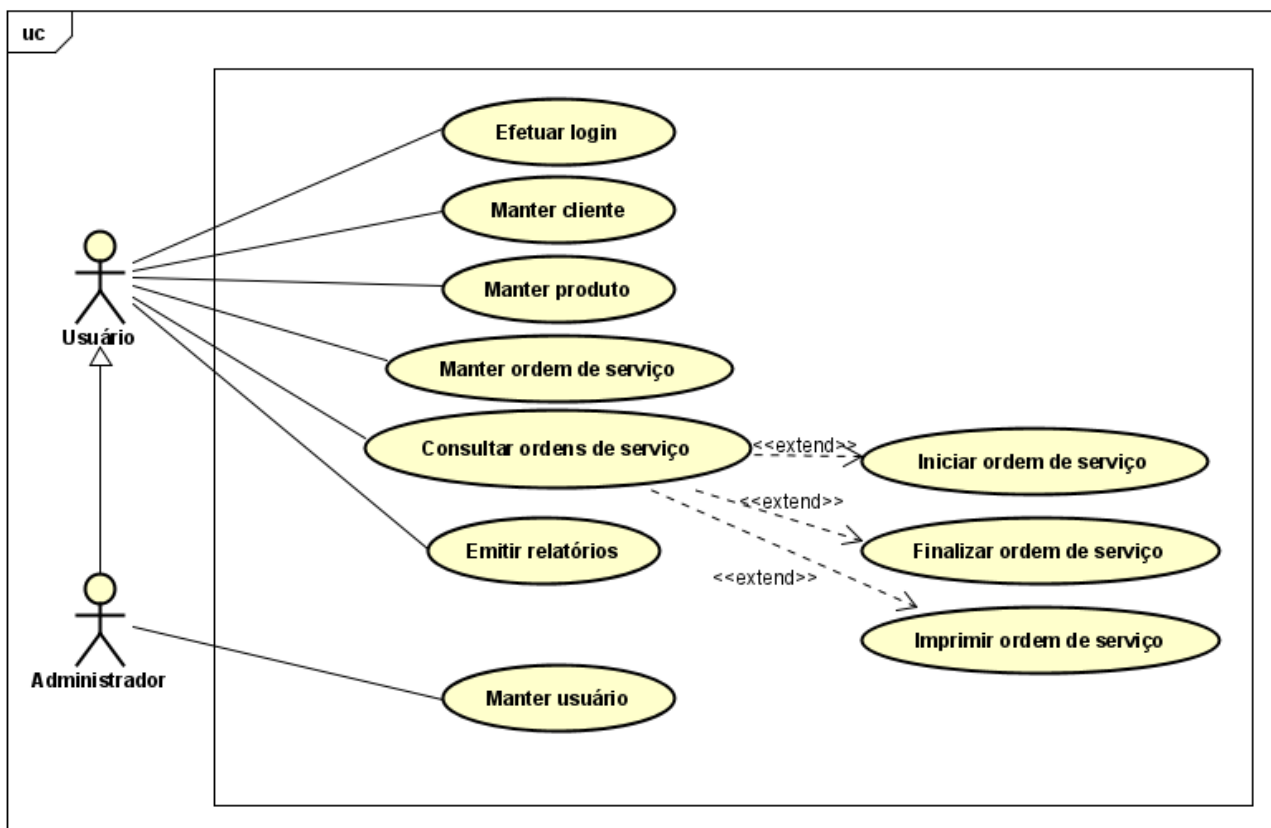 uc
Efetuar login
Manter cliente
Manter produto
Usuário
Manter ordem de serviço
Consultar ordens de serviço
<<extend>>
Iniciar ordem de serviço
<<extend>>
Emitir relatórios
Finalizar ordem de serviço
<<extend>>
Imprimir ordem de serviço
Administrador
Manter usuário